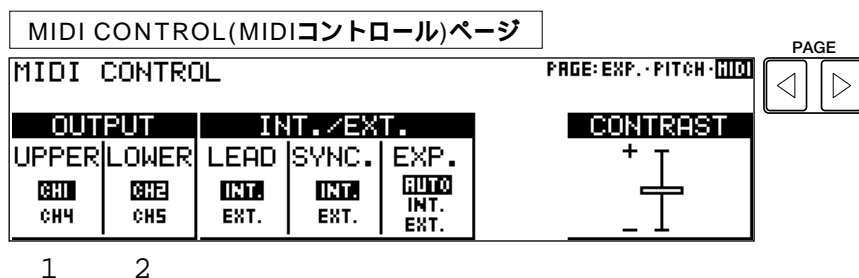 MIDI CONTROL(MIDIコントロール)ページ
PAGE
MIDI CONTROL
PAGE: EXP.·PITCH·MIDI
OUTPUT INT./EXT. CONTRAST
UPPER LOWER LEAD SYNC. EXP. +
CH1 CH2 INT. INT. AUTO
CH4 CH5 EXT. EXT. INT.
EXT. −
1 2